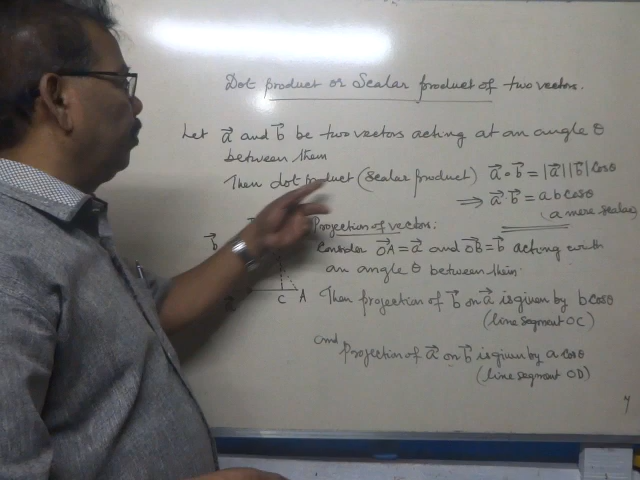 Dot product or Scalar product of two vectors.
Let a⃗ and b⃗ be two vectors acting at an angle θ
between them
Then dot product (scalar product) a⃗ • b⃗ = |a⃗||b⃗| cosθ
⇒ a⃗ . b⃗ = ab cosθ
(a mere scalar)
Projection of vectors:
b⃗
Consider OA⃗ = a⃗ and OB⃗ = b⃗ acting with
an angle θ between them.
C A
Then projection of b⃗ on a⃗ is given by b cosθ
(line segment OC)
and
Projection of a⃗ on b⃗ is given by a cosθ
(line segment OD)